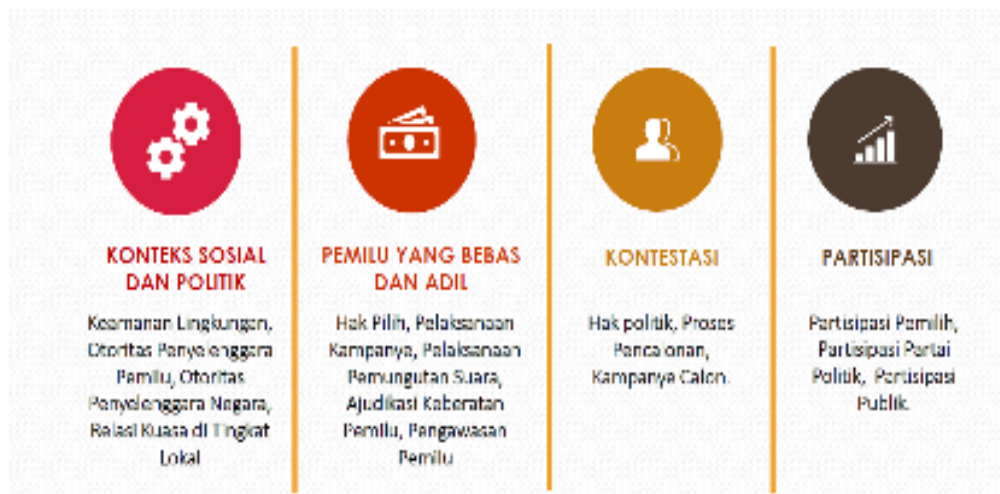 KONTEKS SOSIAL
DAN POLITIK
Keamanan Lingkungan,
Otoritas Penyelenggara
Pemilu, Otoritas
Penyelenggara Negara,
Relasi Kuasa di Tingkat
Lokal
PEMILU YANG BEBAS
DAN ADIL
Hak Pilih, Pelaksanaan
Kampanye, Pelaksanaan
Pemungutan Suara,
Ajudikasi Keberatan
Pemilu, Pengawasan
Pemilu
KONTESTASI
Hak politik, Proses
Pencalonan,
Kampanye Calon.
PARTISIPASI
Partisipasi Pemilih,
Partisipasi Partai
Politik, Partisipasi
Publik.